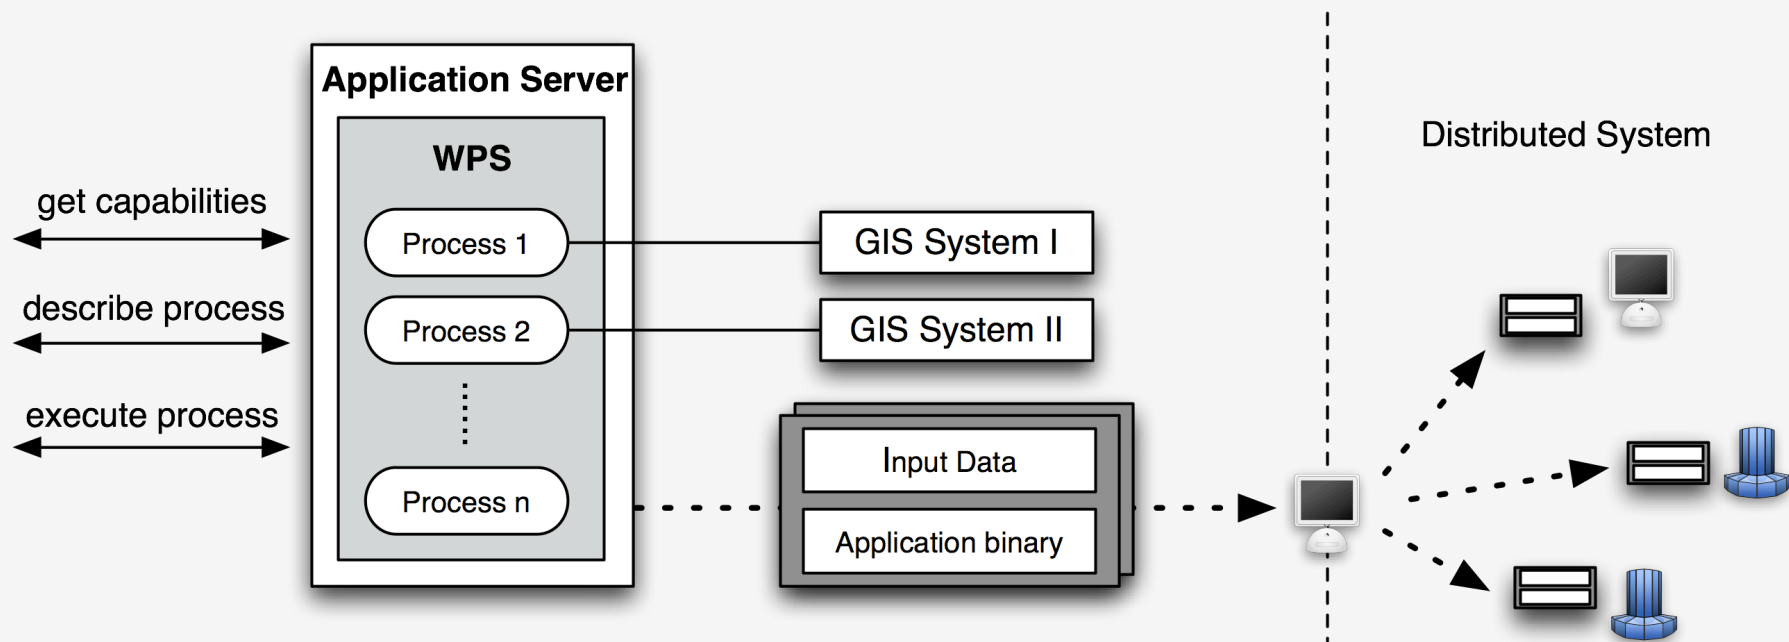 Application Server
WPS
get capabilities
describe process
execute process
Process 1
Process 2
Process n
GIS System I
GIS System II
Input Data
Application binary
Distributed System